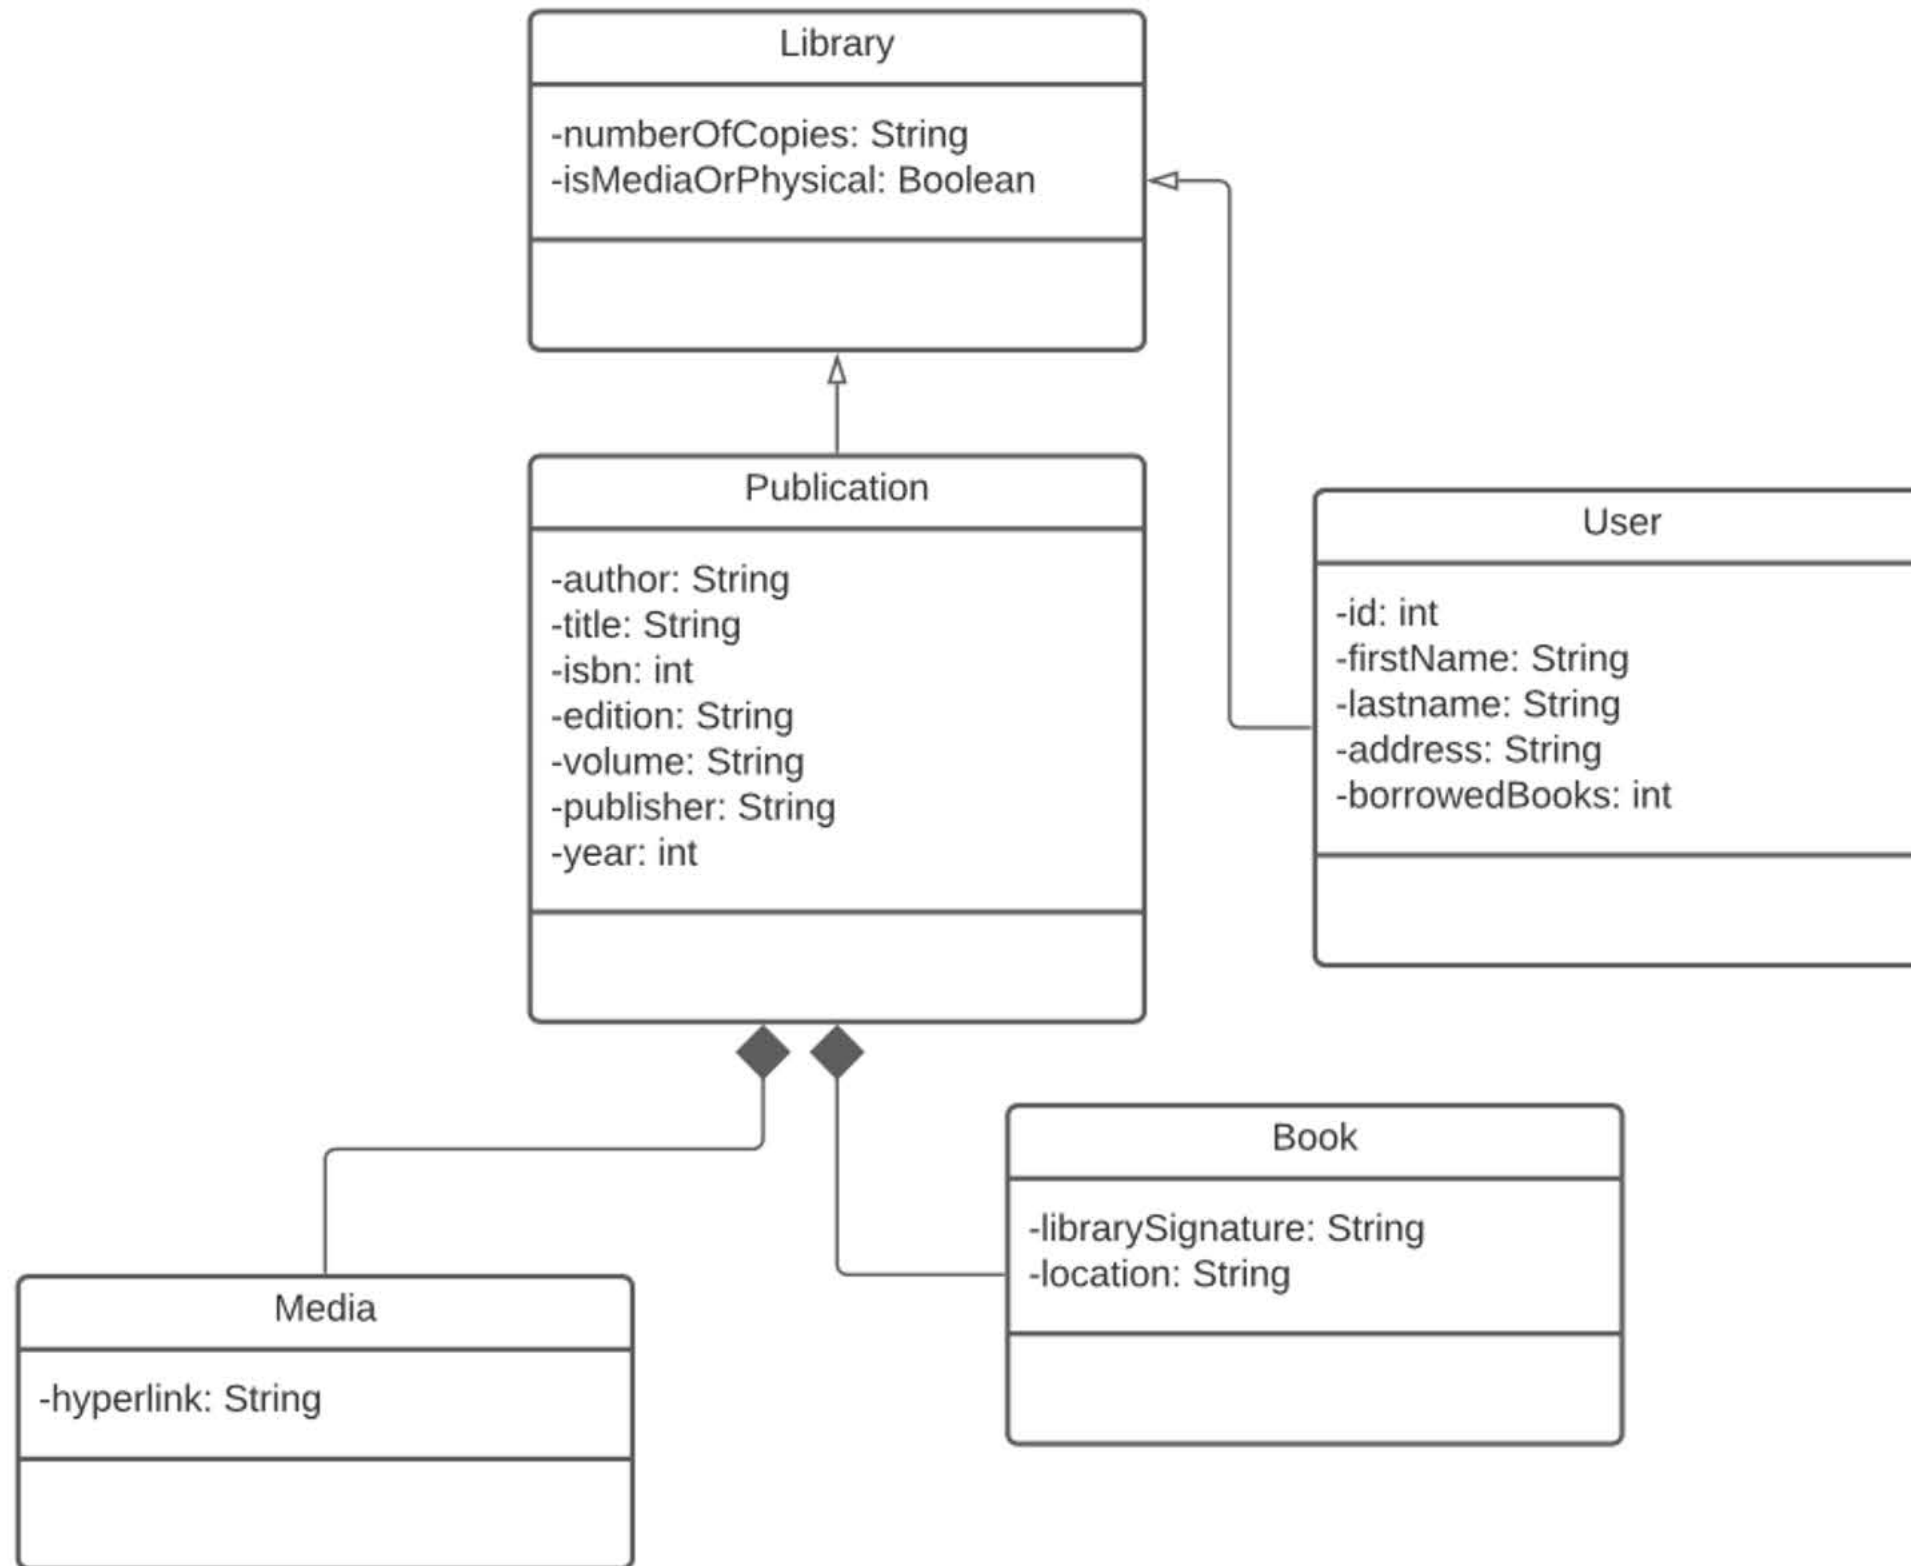 Library
-numberOfCopies: String
-isMediaOrPhysical: Boolean
Publication
-author: String
-title: String
-isbn: int
-edition: String
-volume: String
-publisher: String
-year: int
User
-id: int
-firstName: String
-lastname: String
-address: String
-borrowedBooks: int
Book
-librarySignature: String
-location: String
Media
-hyperlink: String